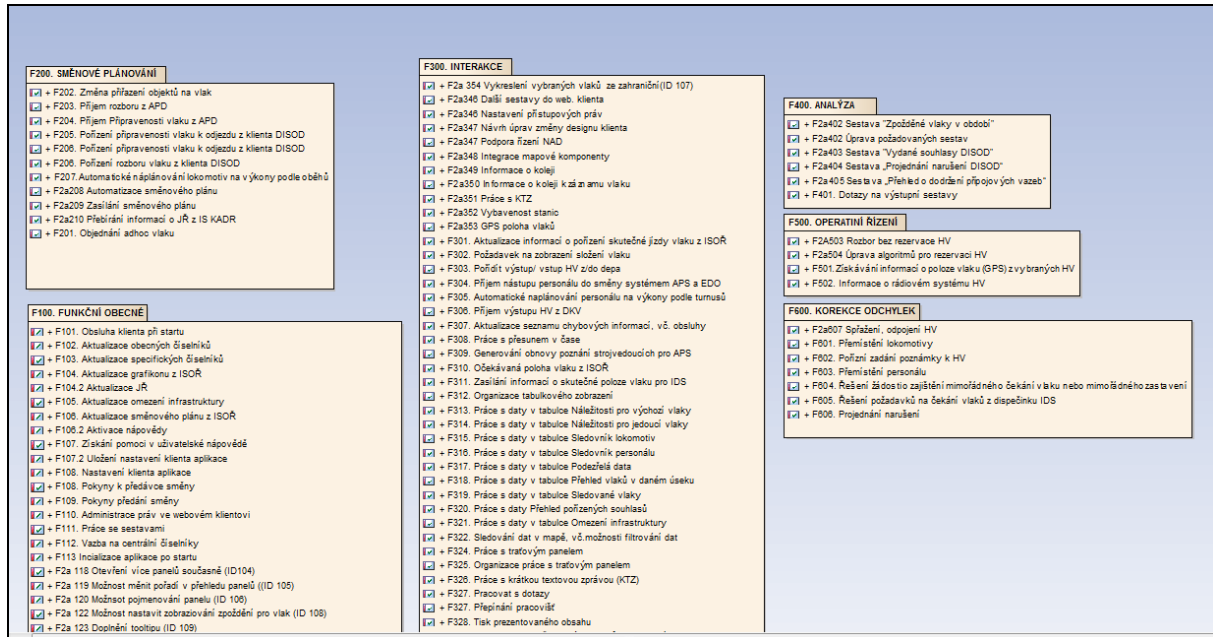 F200. SMĚNOVÉ PLÁNOVÁNÍ
+ F202. Změna přiřazení objektů na vlak
+ F203. Příjem rozboru z APD
+ F204. Příjem Připravenosti vlaku z APD
+ F205. Pořízení připravenosti vlaku k odjezdu z klienta DISOD
+ F206. Pořízení připravenosti vlaku k odjezdu z klienta DISOD
+ F206. Pořízení rozboru vlaku z klienta DISOD
+ F207.Automatické náplánování lokomotiv na výkony podle oběhů
+ F2a208 Automatizace směnového plánu
+ F2a209 Zasílání směnového plánu
+ F2a210 Přebírání informací o JŘ z IS KADR
+ F201. Objednání adhoc vlaku
F100. FUNKČNÍ OBECNÉ
+ F101. Obsluha klienta při startu
+ F102. Aktualizace obecných číselníků
+ F103. Aktualizace specifických číselníků
+ F104. Aktualizace grafikonu z ISOŘ
+ F104.2 Aktualizace JŘ
+ F105. Aktualizace omezení infrastruktury
+ F106. Aktualizace směnového plánu z ISOŘ
+ F106.2 Aktivace nápovědy
+ F107. Získání pomoci v uživatelské nápovědě
+ F107.2 Uložení nastavení klienta aplikace
+ F108. Nastavení klienta aplikace
+ F108. Pokyny k předávce směny
+ F109. Pokyny předání směny
+ F110. Administrace práv ve webovém klientovi
+ F111. Práce se sestavami
+ F112. Vazba na centrální číselníky
+ F113 Incializace aplikace po startu
+ F2a 118 Otevření více panelů současně (ID104)
+ F2a 119 Možnost měnit pořadí v přehledu panelů ((ID 105)
+ F2a 120 Možnsot pojmenování panelu (ID 106)
+ F2a 122 Možnost nastavit zobraziování zpoždění pro vlak (ID 108)
+ F2a 123 Doplnění tooltipu (ID 109)
F300. INTERAKCE
+ F2a 354 Vykreslení vybraných vlaků ze zahraniční(ID 107)
+ F2a346 Další sestavy do web. klienta
+ F2a346 Nastavení přístupových práv
+ F2a347 Návrh úprav změny designu klienta
+ F2a347 Podpora řízení NAD
+ F2a348 Integrace mapové komponenty
+ F2a349 Informace o koleji
+ F2a350 Informace o koleji k záznamu vlaku
+ F2a351 Práce s KTZ
+ F2a352 Vybavenost stanic
+ F2a353 GPS poloha vlaků
+ F301. Aktualizace informací o pořízení skutečné jízdy vlaku z ISOŘ
+ F302. Požadavek na zobrazení složení vlaku
+ F303. Pořídít výstup/ vstup HV z/do depa
+ F304. Příjem nástupu personálu do směny systémem APS a EDO
+ F305. Automatické naplánování personálu na výkony podle turnusů
+ F306. Příjem výstupu HV z DKV
+ F307. Aktualizace seznamu chybových informací, vč. obsluhy
+ F308. Práce s přesunem v čase
+ F309. Generování obnovy poznání strojvedoucích pro APS
+ F310. Očekávaná poloha vlaku z ISOŘ
+ F311. Zasílání informací o skutečné poloze vlaku pro IDS
+ F312. Organizace tabulkového zobrazení
+ F313. Práce s daty v tabulce Náležitosti pro výchozí vlaky
+ F314. Práce s daty v tabulce Náležitosti pro jedoucí vlaky
+ F315. Práce s daty v tabulce Sledovník lokomotiv
+ F316. Práce s daty v tabulce Sledovník personálu
+ F317. Práce s daty v tabulce Podezřelá data
+ F318. Práce s daty v tabulce Přehled vlaků v daném úseku
+ F319. Práce s daty v tabulce Sledované vlaky
+ F320. Práce s daty Přehled pořízených souhlasů
+ F321. Práce s daty v tabulce Omezení infrastruktury
+ F322. Sledování dat v mapě, vč.možnosti filtrování dat
+ F324. Práce s traťovým panelem
+ F325. Organizace práce s traťovým panelem
+ F326. Práce s krátkou textovou zprávou (KTZ)
+ F327. Pracovat s dotazy
+ F327. Přepínání pracovišť
+ F328. Tisk prezentovaného obsahu
F400. ANALÝZA
+ F2a402 Sestava "Zpožděné vlaky v období"
+ F2a402 Úprava požadovaných sestav
+ F2a403 Sestava "Vydané souhlasy DISOD"
+ F2a404 Sestava „Projednání narušení DISOD"
+ F2a405 Sestava „Přehled o dodržení přípojových vazeb"
+ F401. Dotazy na výstupní sestavy
F500. OPERATINÍ ŘÍZENÍ
+ F2A503 Rozbor bez rezervace HV
+ F2a504 Úprava algoritmů pro rezervaci HV
+ F501.Získávání informací o poloze vlaku (GPS) z vybraných HV
+ F502. Informace o rádiovém systému HV
F600. KOREKCE ODCHYLEK
+ F2a607 Spřažení, odpojení HV
+ F601. Přemístění lokomotivy
+ F602. Pořízní zadání poznámky k HV
+ F603. Přemístění personálu
+ F604. Řešení žádostio zajištění mimořádného čekání vlaku nebo mimořádného zastavení
+ F605. Řešení požadavků na čekání vlaků z dispečinku IDS
+ F606. Projednání narušení